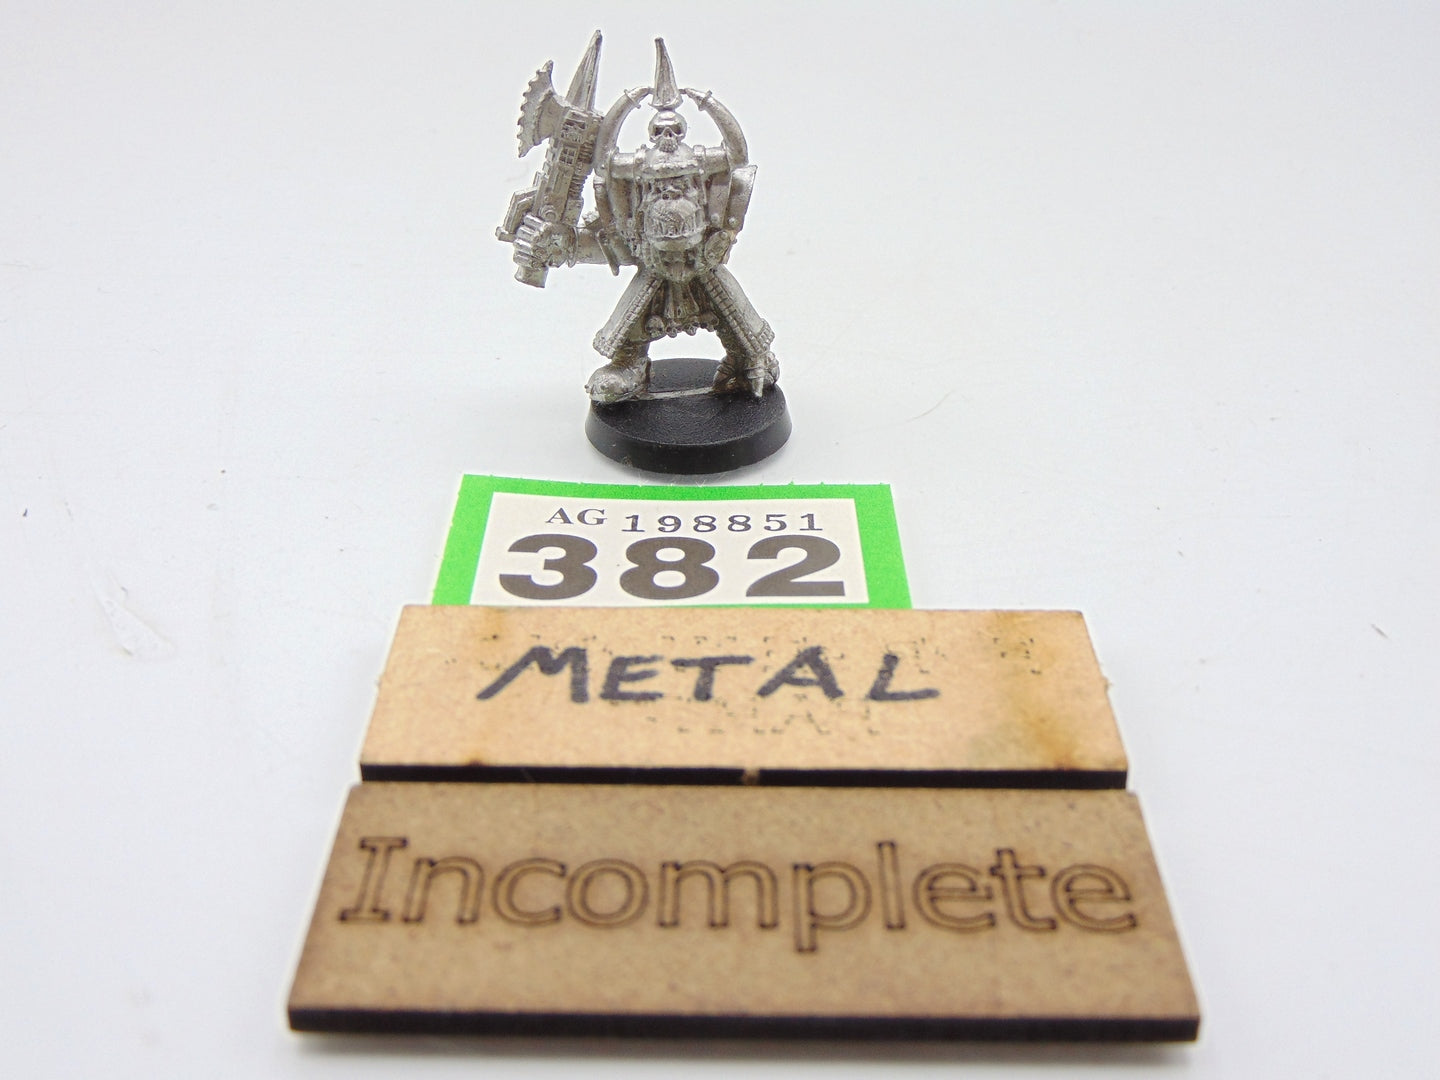 AG 198851
382
METAL
Incomplete